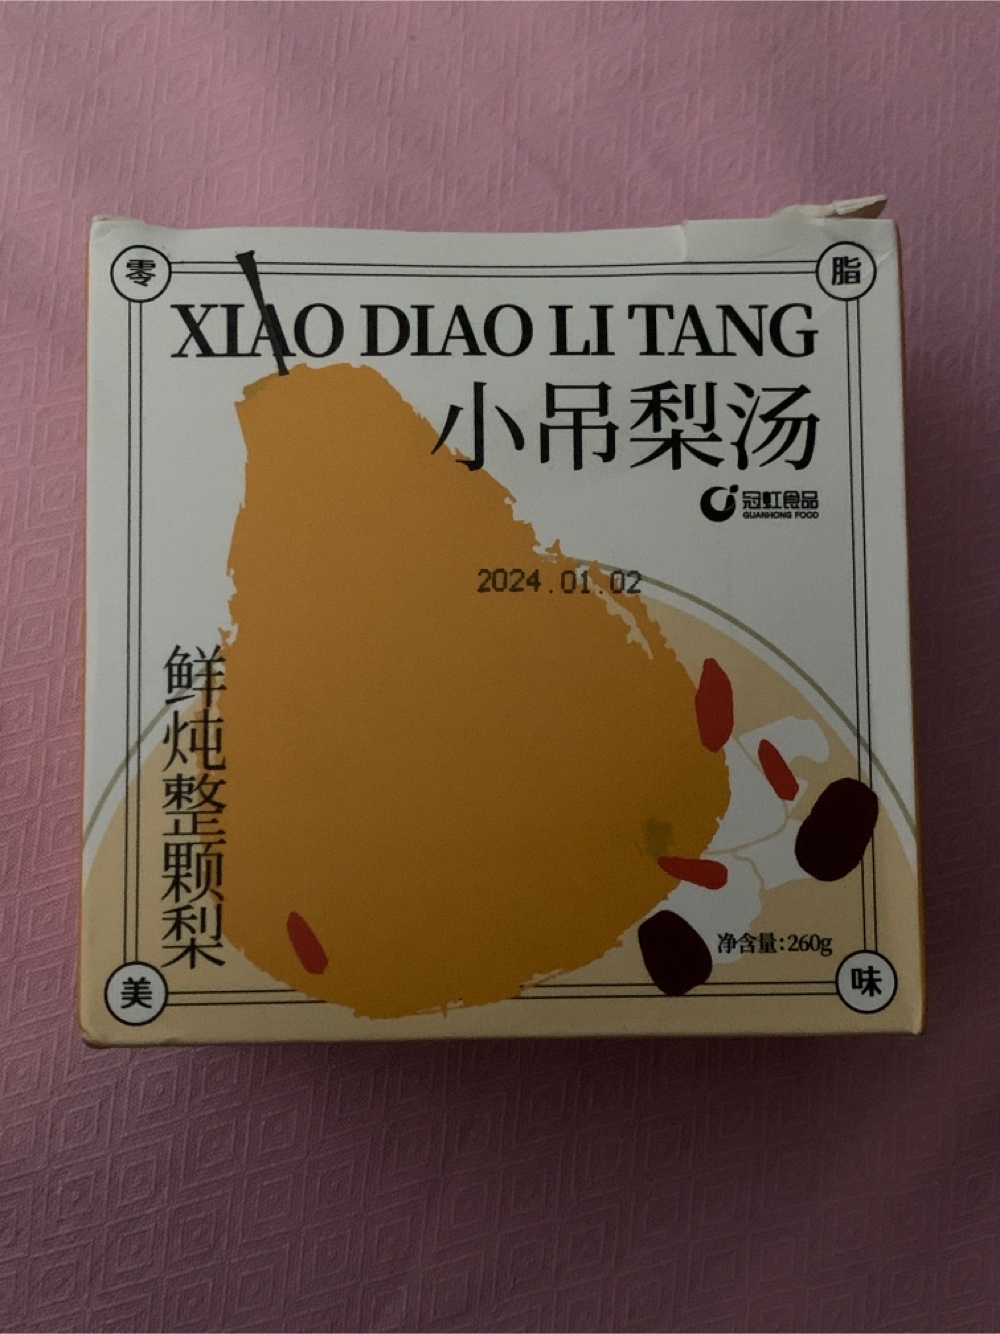 零
脂
XIAO DIAO LI TANG
小吊梨汤
冠虹食品
GUANHONG FOOD
2024.01.02
鲜炖整颗梨
净含量:260g
美
味